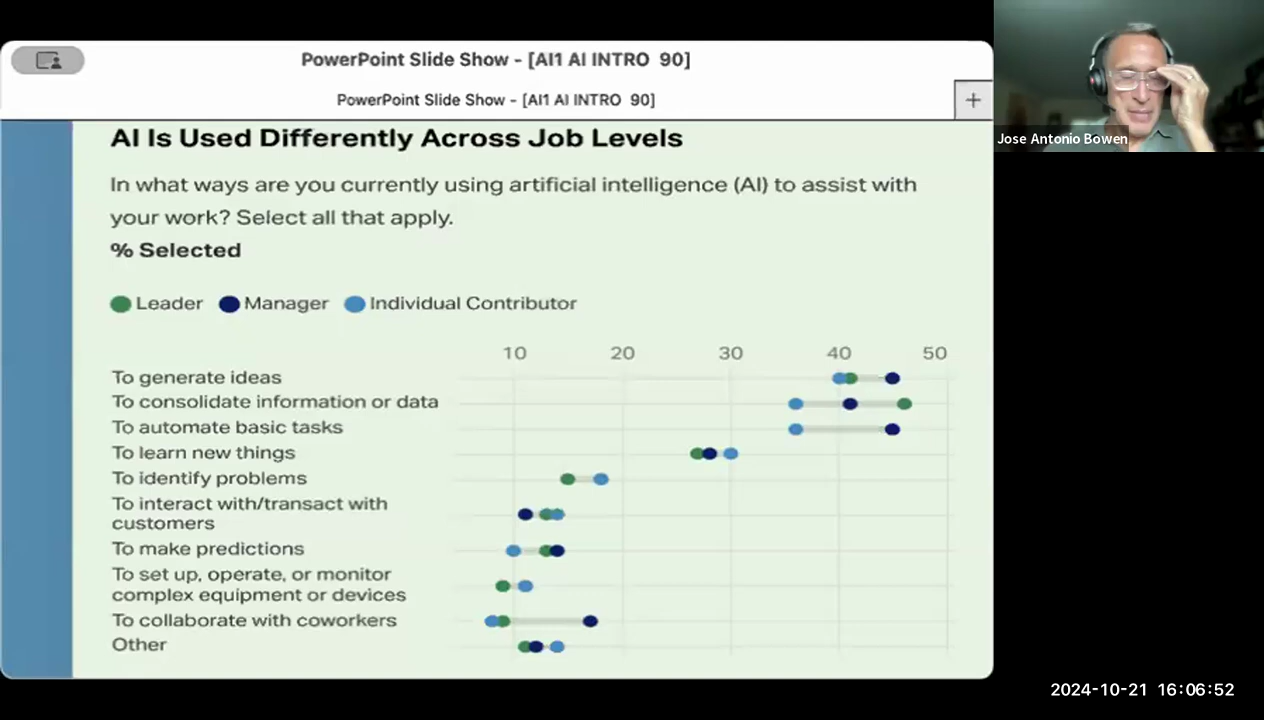 PowerPoint Slide Show - [AI1 AI INTRO 90]
PowerPoint Slide Show - [AI1 AI INTRO 90]
+
Jose Antonio Bowen
AI Is Used Differently Across Job Levels
In what ways are you currently using artificial intelligence (AI) to assist with
your work? Select all that apply.
% Selected
Leader Manager Individual Contributor
10 20 30 40 50
To generate ideas
To consolidate information or data
To automate basic tasks
To learn new things
To identify problems
To interact with/transact with
customers
To make predictions
To set up, operate, or monitor
complex equipment or devices
To collaborate with coworkers
Other
2024-10-21 16:06:52